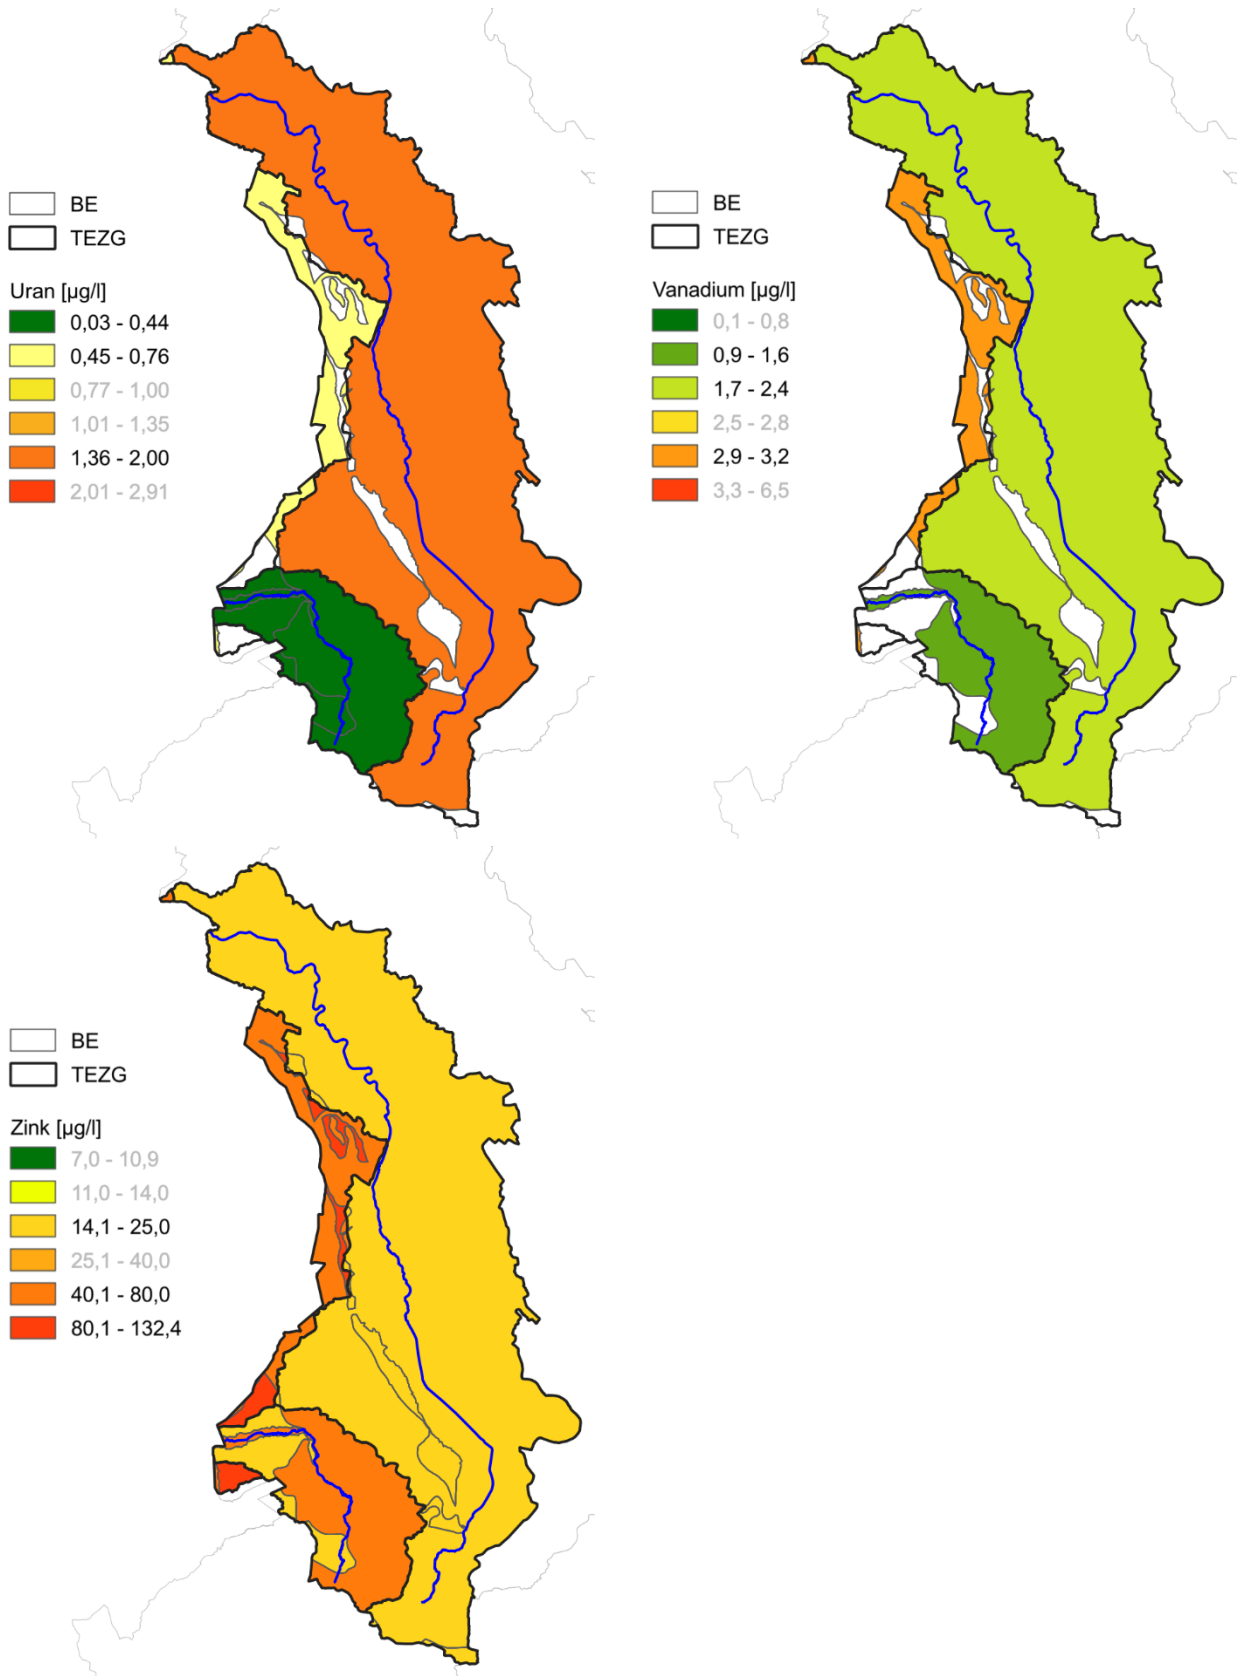 BE
TEZG
Uran [µg/l]
0,03 - 0,44
0,45 - 0,76
0,77 - 1,00
1,01 - 1,35
1,36 - 2,00
2,01 - 2,91
BE
TEZG
Vanadium [µg/l]
0,1 - 0,8
0,9 - 1,6
1,7 - 2,4
2,5 - 2,8
2,9 - 3,2
3,3 - 6,5
BE
TEZG
Zink [µg/l]
7,0 - 10,9
11,0 - 14,0
14,1 - 25,0
25,1 - 40,0
40,1 - 80,0
80,1 - 132,4